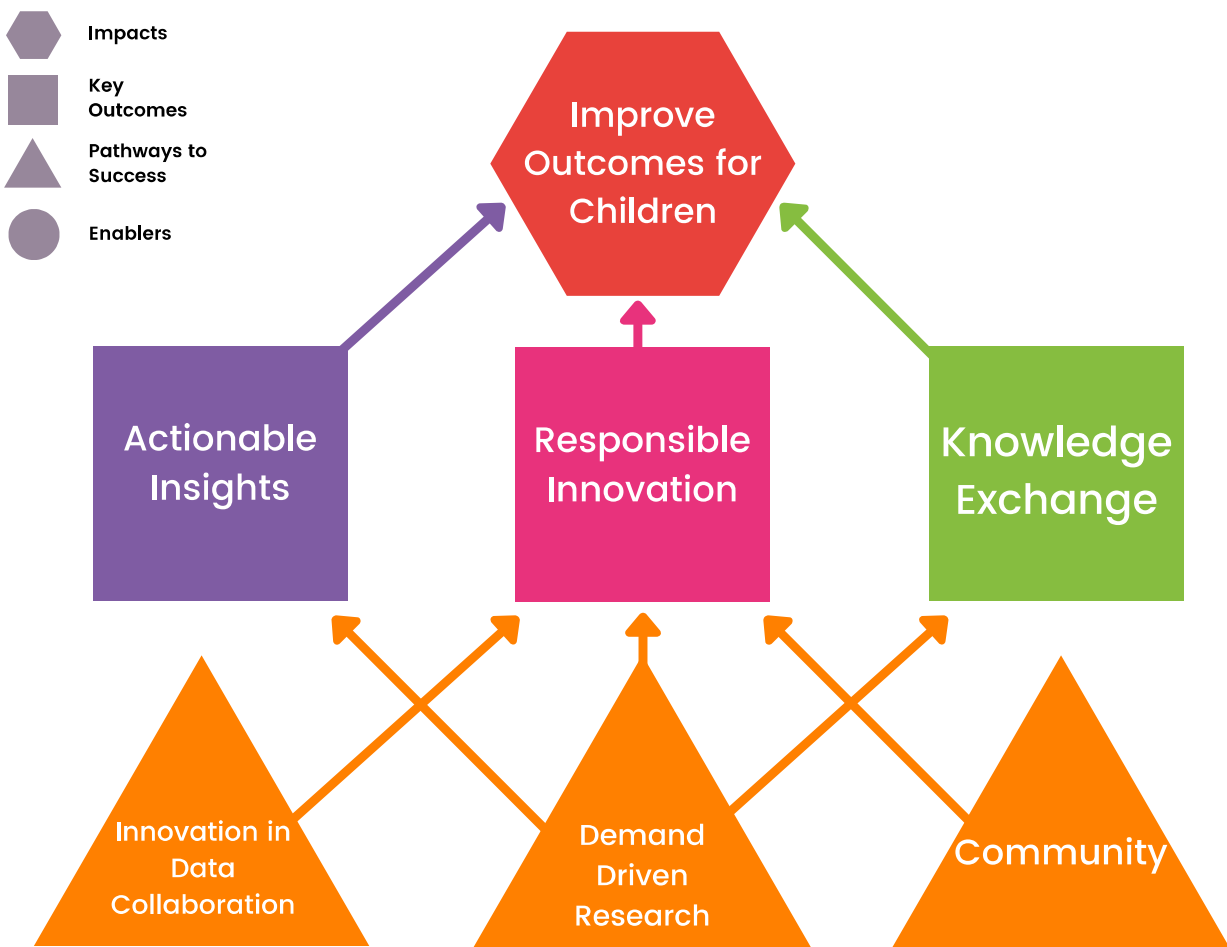 Impacts
Key
Outcomes
Pathways to
Success
Enablers
Improve
Outcomes for
Children
Actionable
Insights
Responsible
Innovation
Knowledge
Exchange
Innovation in
Data
Collaboration
Demand
Driven
Research
Community